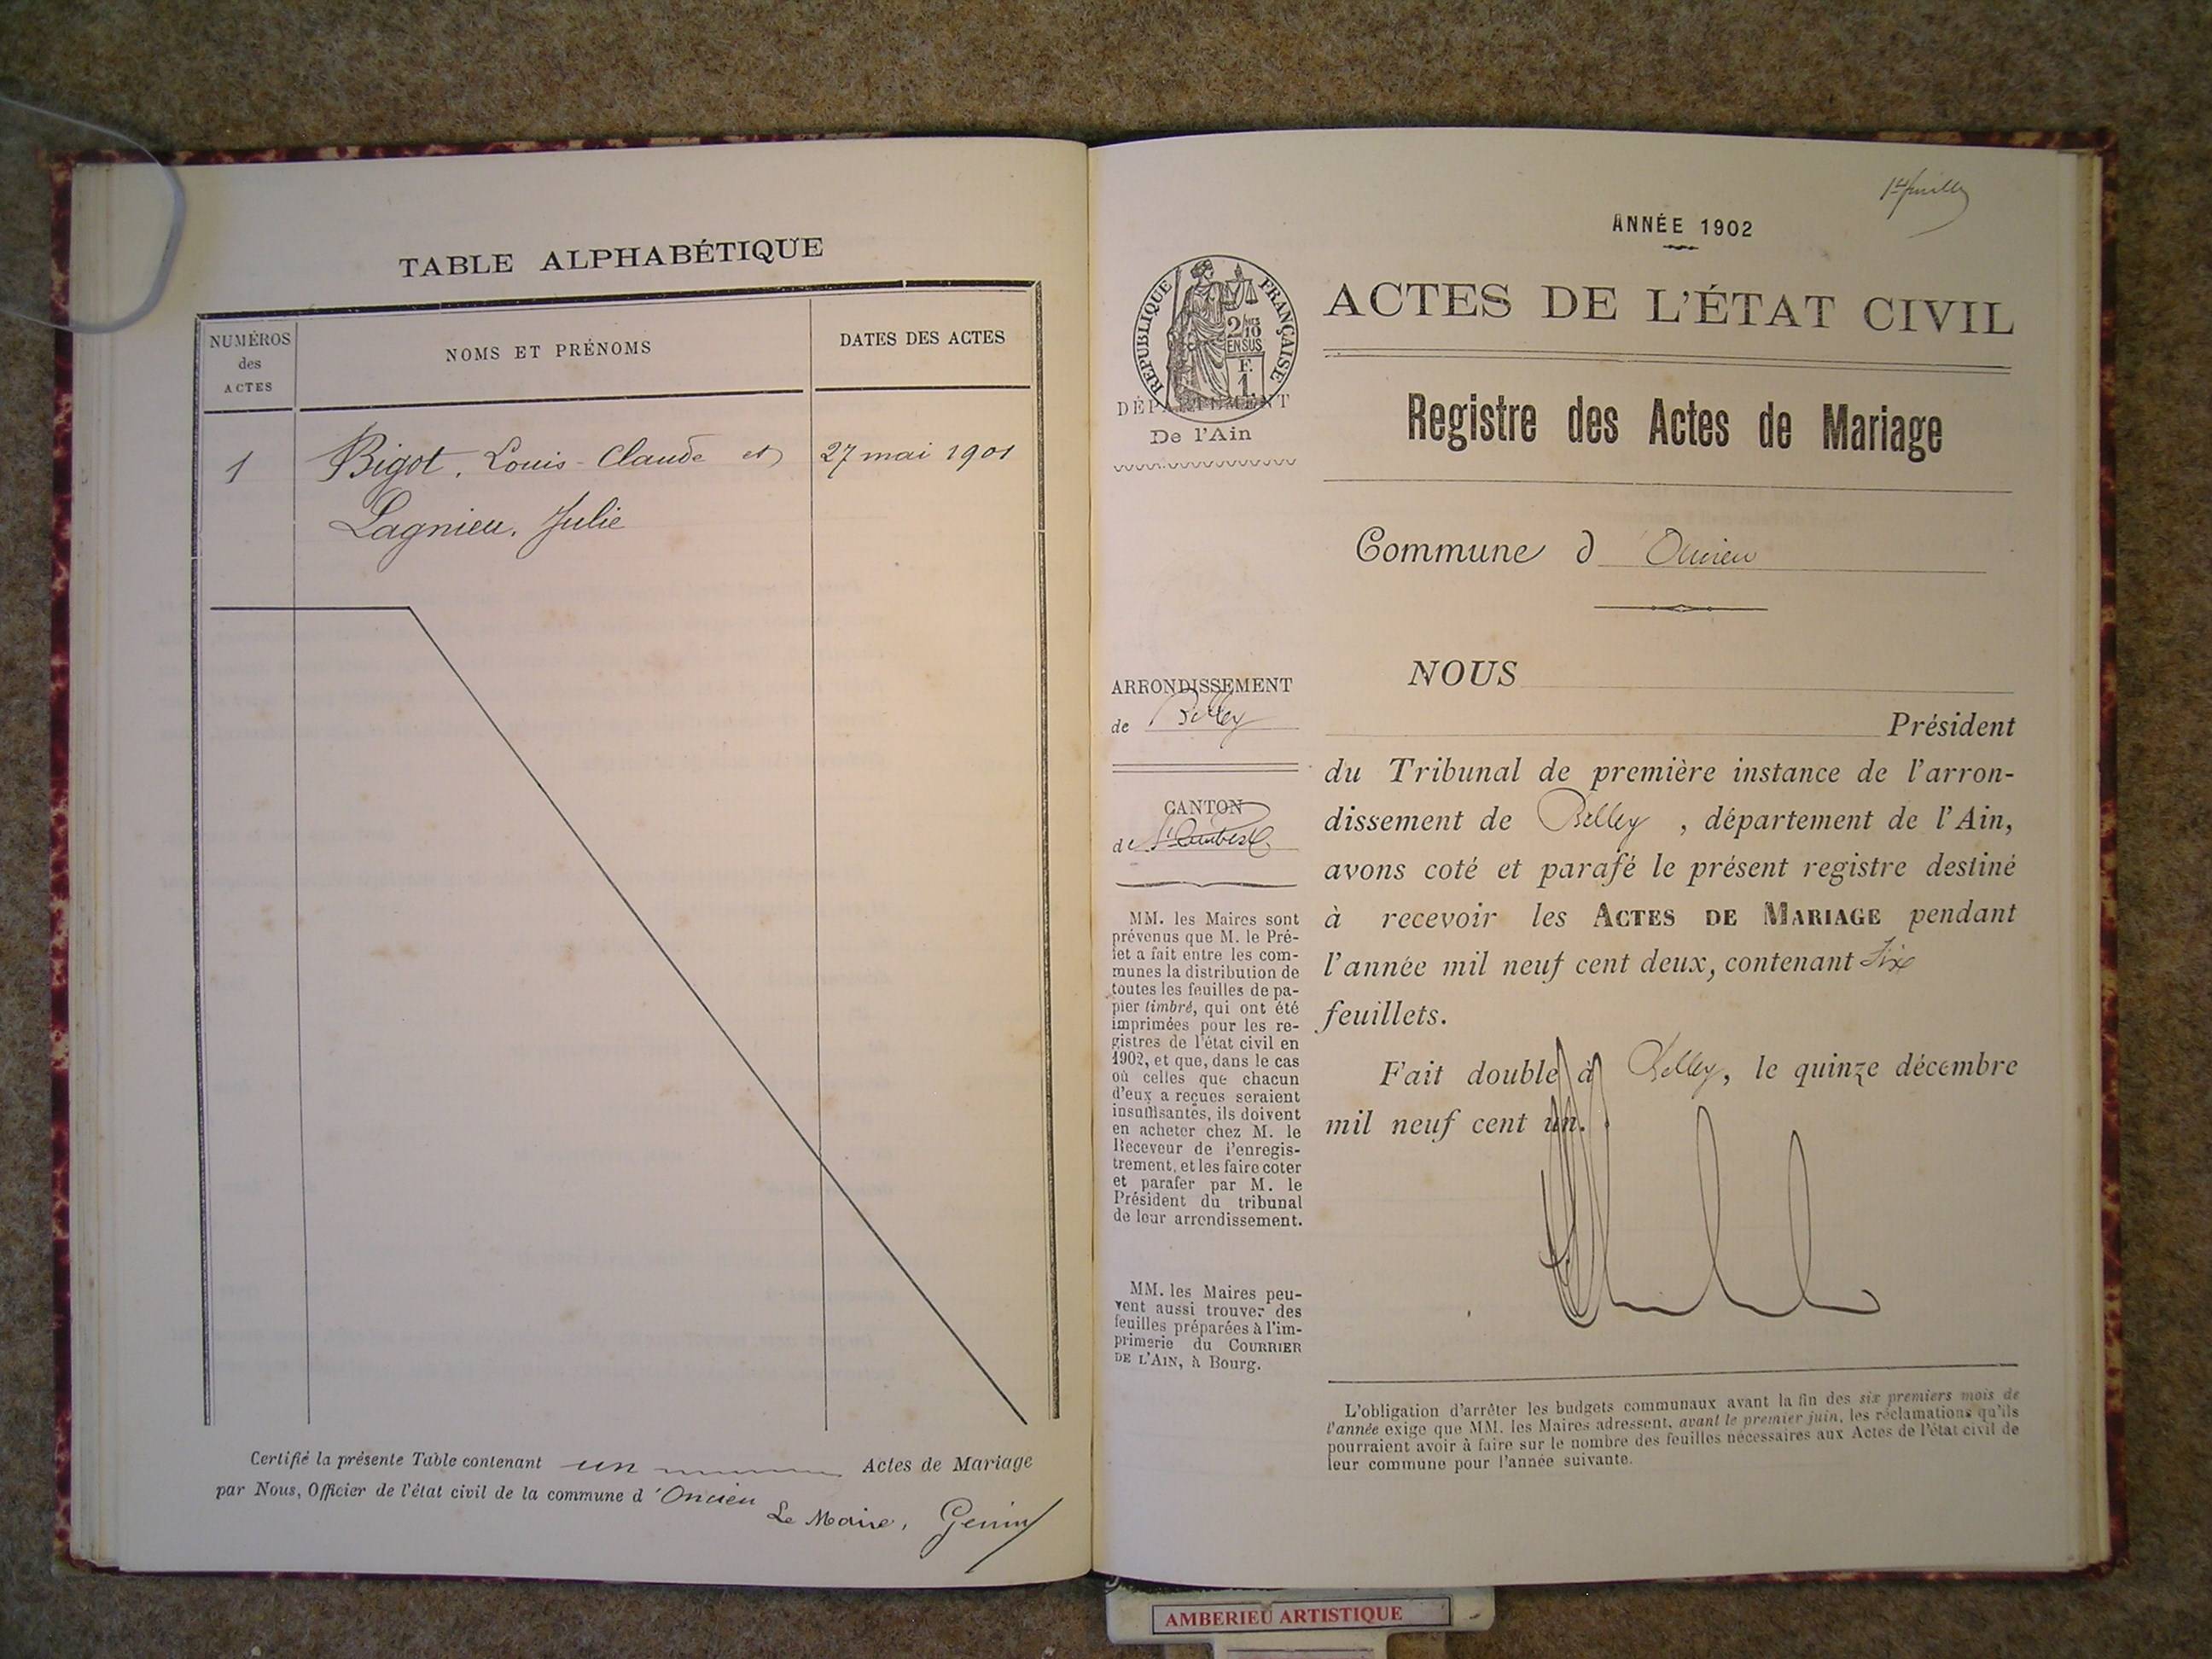 TABLE ALPHABÉTIQUE
NUMÉROS
des
ACTES
NOMS ET PRÉNOMS
DATES DES ACTES
1
Bigot, Louis-Claude et
27 mai 1901
Lagnieu, Julie
Certifié la présente Table contenant un Actes de Mariage
par Nous, Officier de l'état civil de la commune d'Oncieu
Le Maire, Genin
1er feuillet
ANNÉE 1902
RÉPUBLIQUE FRANÇAISE
2/10
EN SUS
F.
1.
ACTES DE L'ÉTAT CIVIL
DÉPARTEMENT
De l'Ain
Registre des Actes de Mariage
Commune d Oncieu
ARRONDISSEMENT
de Belley
CANTON
de St Rambert
MM. les Maires sont
prévenus que M. le Pré-
fet a fait entre les com-
munes la distribution de
toutes les feuilles de pa-
pier timbré, qui ont été
imprimées pour les re-
gistres de l'état civil en
1902, et que, dans le cas
où celles que chacun
d'eux a reçues seraient
insuffisantes, ils doivent
en acheter chez M. le
Receveur de l'enregis-
trement, et les faire coter
et parafer par M. le
Président du tribunal
de leur arrondissement.
MM. les Maires peu-
vent aussi trouver des
feuilles préparées à l'im-
primerie du COURRIER
DE L'AIN, à Bourg.
NOUS
Président
du Tribunal de première instance de l'arron-
dissement de Belley, département de l'Ain,
avons coté et parafé le présent registre destiné
à recevoir les ACTES DE MARIAGE pendant
l'année mil neuf cent deux, contenant Six
feuillets.
Fait double à Belley, le quinze décembre
mil neuf cent un.
L'obligation d'arrêter les budgets communaux avant la fin des six premiers mois de
l'année exige que MM. les Maires adressent, avant le premier juin, les réclamations qu'ils
pourraient avoir à faire sur le nombre des feuilles nécessaires aux Actes de l'état civil de
leur commune pour l'année suivante.
AMBERIEU ARTISTIQUE